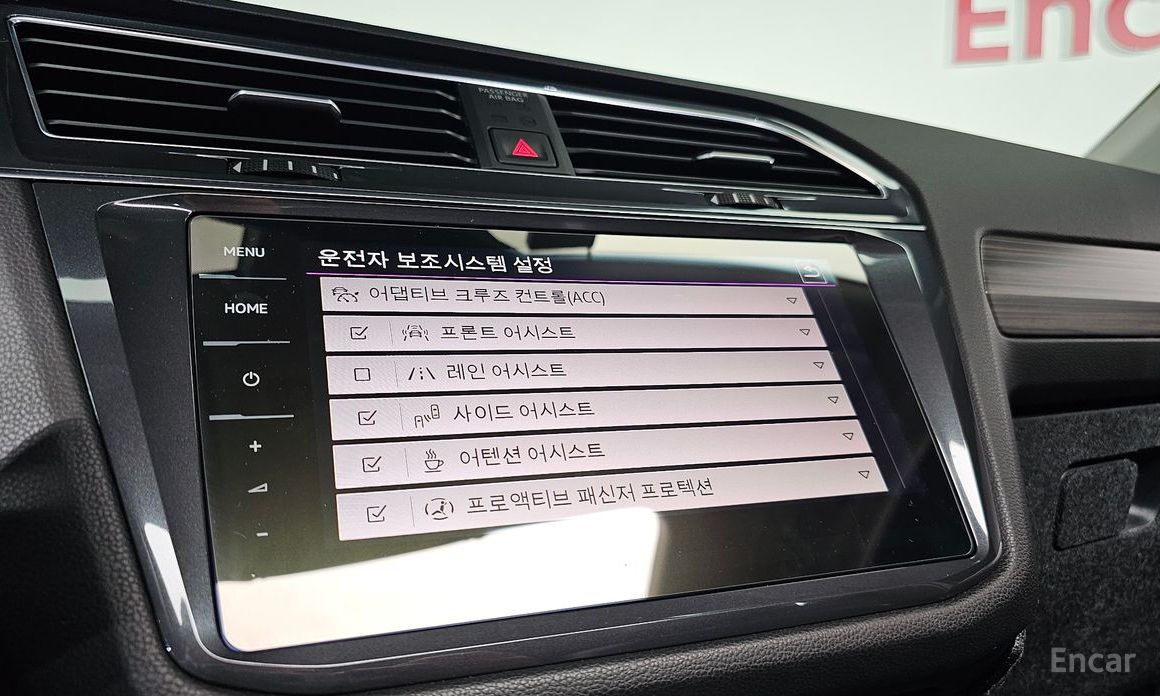 Enc
PASSENGER
AIR BAG
MENU
HOME
운전자 보조시스템 설정
어댑티브 크루즈 컨트롤(ACC)
프론트 어시스트
레인 어시스트
사이드 어시스트
어텐션 어시스트
프로액티브 패신저 프로텍션
+
-
Encar